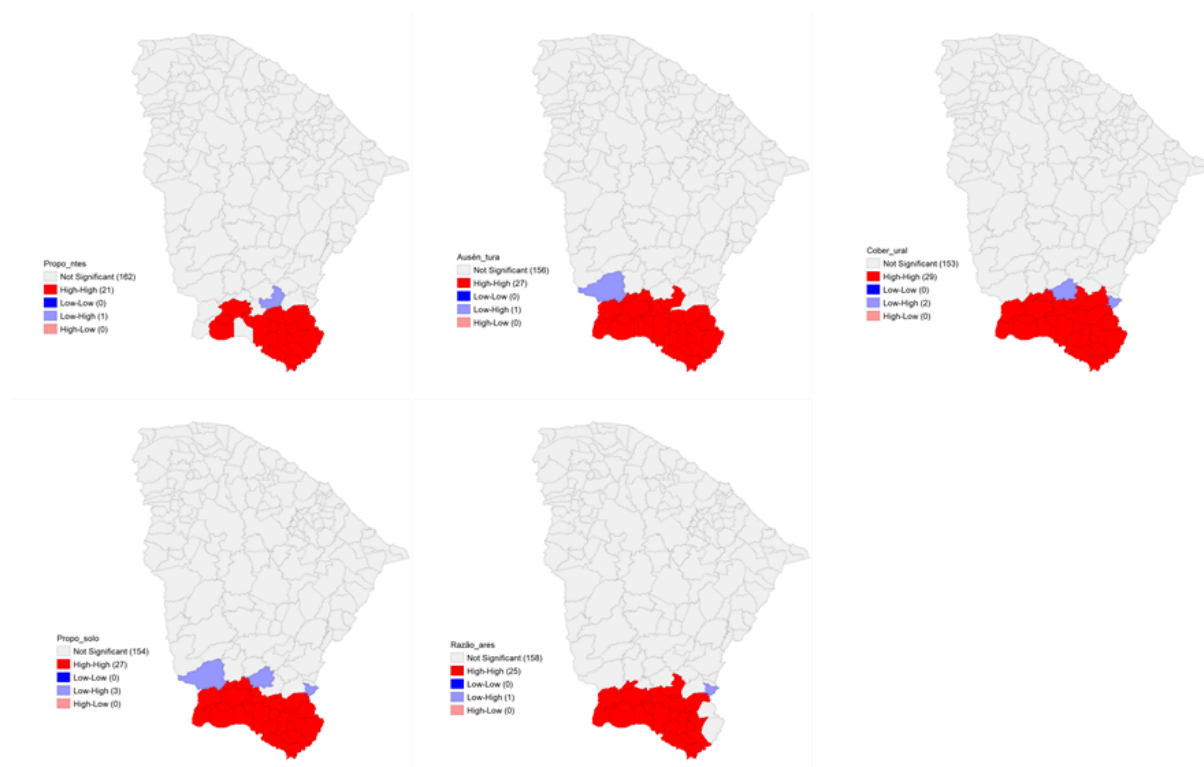 Propo_ntes
Not Significant (162)
High-High (21)
Low-Low (0)
Low-High (1)
High-Low (0)
Ausên_tura
Not Significant (156)
High-High (27)
Low-Low (0)
Low-High (1)
High-Low (0)
Cober_ural
Not Significant (153)
High-High (29)
Low-Low (0)
Low-High (2)
High-Low (0)
Propo_solo
Not Significant (154)
High-High (27)
Low-Low (0)
Low-High (3)
High-Low (0)
Razão_ares
Not Significant (158)
High-High (25)
Low-Low (0)
Low-High (1)
High-Low (0)